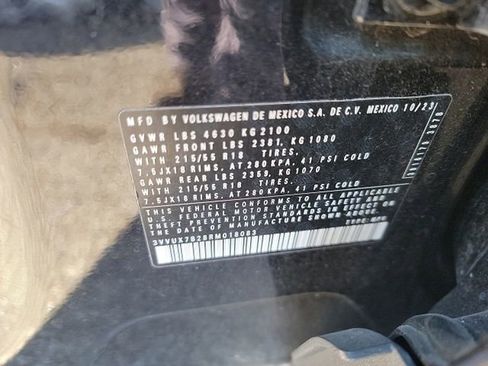 MFD BY VOLKSWAGEN DE MEXICO S.A. DE C.V. MEXICO 10/23
GVWR LBS 4630 KG 2100
GAWR FRONT LBS 2381, KG 1080
WITH 215/55 R18 TIRES.
7.5JX18 RIMS, AT 280 KPA, 41 PSI COLD
GAWR REAR LBS 2359, KG 1070
WITH 215/55 R18 TIRES.
7.5JX18 RIMS, AT 280 KPA, 41 PSI COLD
THIS VEHICLE CONFORMS TO ALL APPLICABLE
U.S. FEDERAL MOTOR VEHICLE SAFETY AND
THEFT PREVENTION STANDARDS IN EFFECT ON THE
DATE OF MANUFACTURE SHOWN ABOVE.